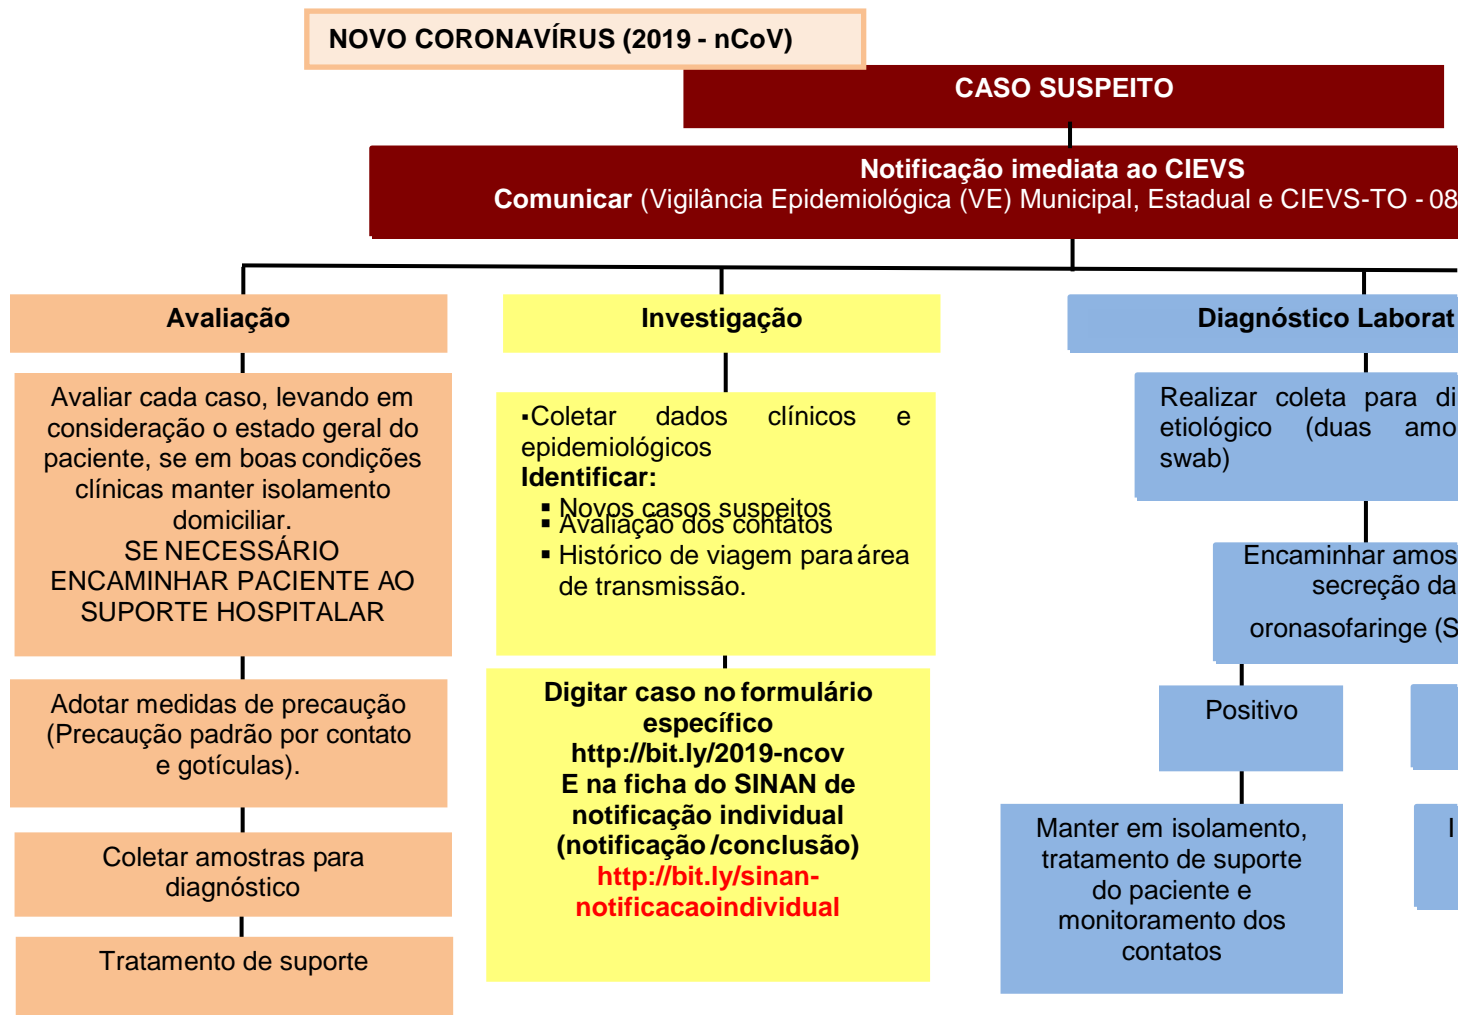 NOVO CORONAVÍRUS (2019 - nCoV)
CASO SUSPEITO
Notificação imediata ao CIEVS
Comunicar (Vigilância Epidemiológica (VE) Municipal, Estadual e CIEVS-TO - 08
Avaliação
Avaliar cada caso, levando em
consideração o estado geral do
paciente, se em boas condições
clínicas manter isolamento
domiciliar.
SE NECESSÁRIO
ENCAMINHAR PACIENTE AO
SUPORTE HOSPITALAR
Adotar medidas de precaução
(Precaução padrão por contato
e gotículas).
Coletar amostras para
diagnóstico
Tratamento de suporte
Investigação
▪Coletar dados clínicos e
epidemiológicos
Identificar:
▪ Novos casos suspeitos
▪ Avaliação dos contatos
▪ Histórico de viagem para área
de transmissão.
Digitar caso no formulário
específico
http://bit.ly/2019-ncov
E na ficha do SINAN de
notificação individual
(notificação /conclusão)
http://bit.ly/sinan-
notificacaoindividual
Diagnóstico Laborat
Realizar coleta para di
etiológico (duas amo
swab)
Encaminhar amos
secreção da
oronasofaringe (S
Positivo
Manter em isolamento,
tratamento de suporte
do paciente e
monitoramento dos
contatos
I